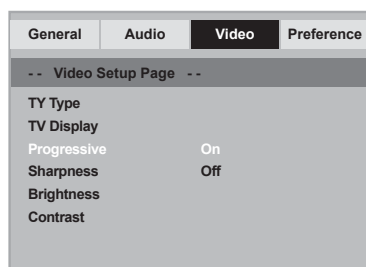 General Audio Video Preference
- - Video Setup Page - -
TY Type
TV Display
Progressive On
Sharpness Off
Brightness
Contrast